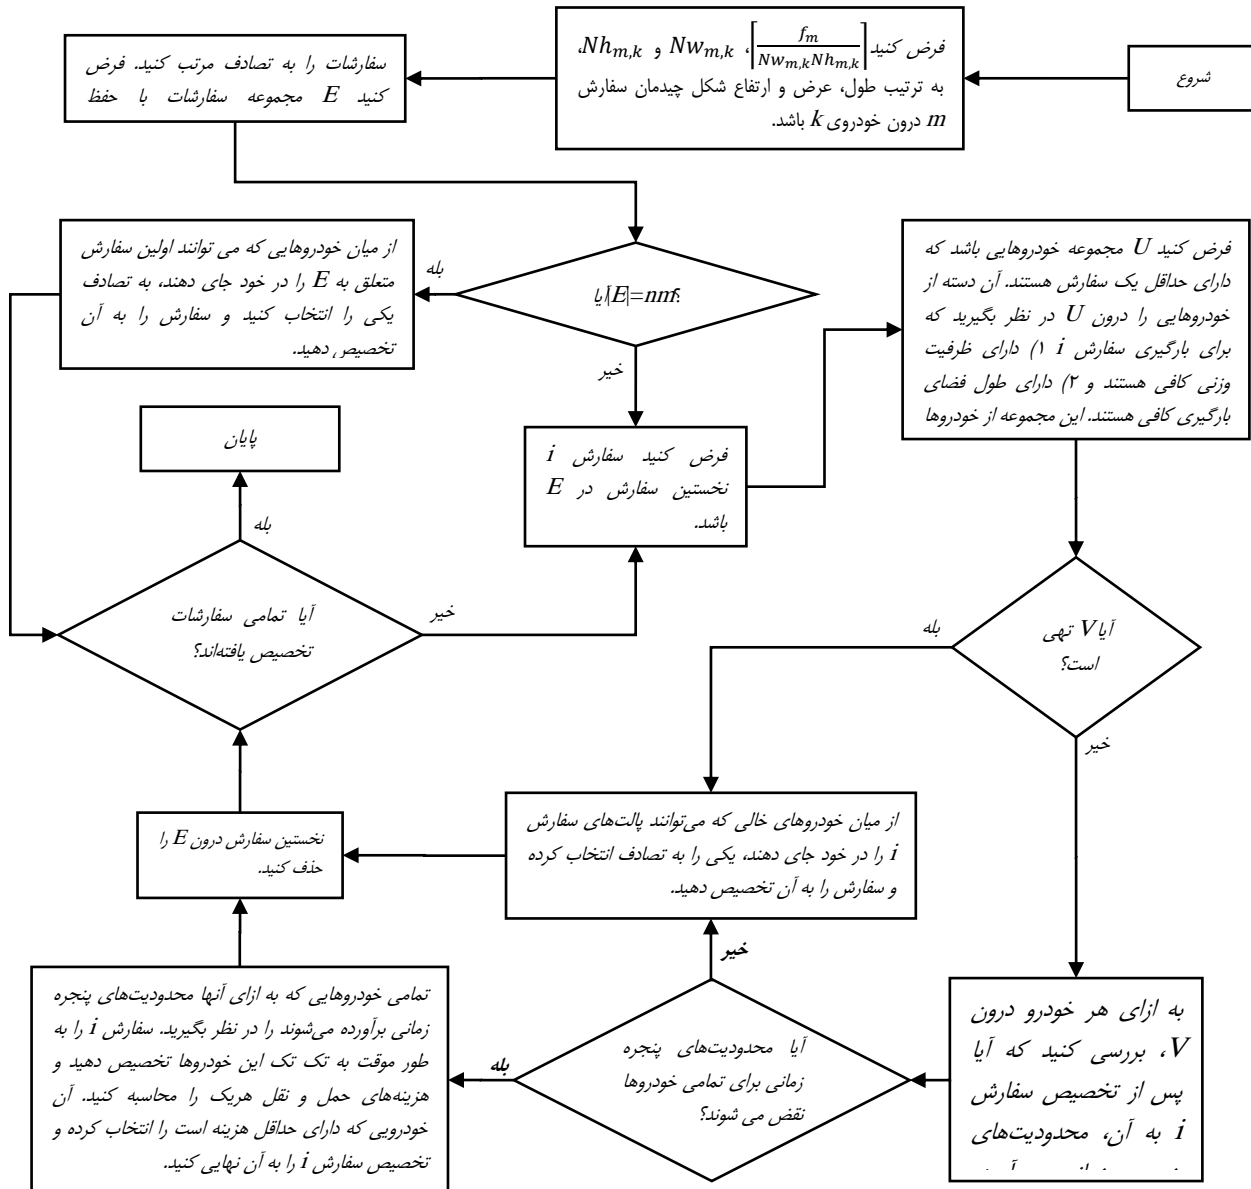 شروع
فرض کنید ⌈f_m / Nw_{m,k}Nh_{m,k}⌉، Nw_{m,k} و Nh_{m,k}،
به ترتیب طول، عرض و ارتفاع شکل چیدمان سفارش
m درون خودروی k باشد.
سفارشات را به تصادف مرتب کنید. فرض
کنید E مجموعه سفارشات با حفظ
آیا |E|=nm؟
بله
خیر
از میان خودروهایی که می توانند اولین سفارش
متعلق به E را در خود جای دهند، به تصادف
یکی را انتخاب کنید و سفارش را به آن
تخصیص دهید.
فرض کنید سفارش i
نخستین سفارش در E
باشد.
فرض کنید U مجموعه خودروهایی باشد که
دارای حداقل یک سفارش هستند. آن دسته از
خودروهایی را درون U در نظر بگیرید که
برای بارگیری سفارش i ۱) دارای ظرفیت
وزنی کافی هستند و ۲) دارای طول فضای
بارگیری کافی هستند. این مجموعه از خودروها
آیا V تهی
است؟
بله
خیر
به ازای هر خودرو درون
V، بررسی کنید که آیا
پس از تخصیص سفارش
i به آن، محدودیت‌های
آیا محدودیت‌های پنجره
زمانی برای تمامی خودروها
نقض می شوند؟
خیر
بله
از میان خودروهای خالی که می‌توانند پالت‌های سفارش
i را در خود جای دهند، یکی را به تصادف انتخاب کرده
و سفارش را به آن تخصیص دهید.
تمامی خودروهایی که به ازای آنها محدودیت‌های پنجره
زمانی برآورده می‌شوند را در نظر بگیرید. سفارش i را به
طور موقت به تک تک این خودروها تخصیص دهید و
هزینه‌های حمل و نقل هریک را محاسبه کنید. آن
خودرویی که دارای حداقل هزینه است را انتخاب کرده و
تخصیص سفارش i را به آن نهایی کنید.
نخستین سفارش درون E را
حذف کنید.
آیا تمامی سفارشات
تخصیص یافته‌اند؟
خیر
بله
پایان